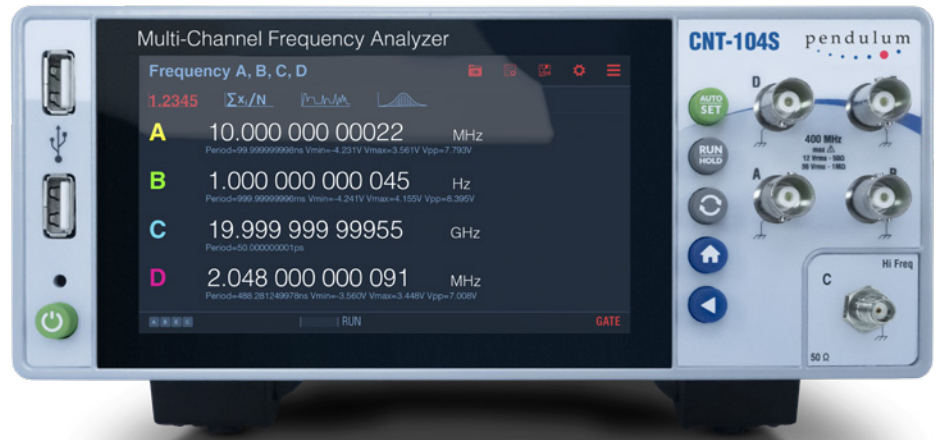 Multi-Channel Frequency Analyzer
CNT-104S
pendulum
Frequency A, B, C, D
1.2345
Σxᵢ/N
A 10.000 000 00022 MHz
Period=99.999999998ns Vmin=-4.231V Vmax=3.561V Vpp=7.793V
B 1.000 000 000 045 Hz
Period=999.99999996ms Vmin=-4.241V Vmax=4.155V Vpp=8.395V
C 19.999 999 99955 GHz
Period=50.000000001ps
D 2.048 000 000 091 MHz
Period=488.281249978ns Vmin=-3.560V Vmax=3.448V Vpp=7.008V
RUN
GATE
AUTO
SET
RUN
HOLD
D
400 MHz
max ⚠
12 Vrms - 50Ω
A
B
Hi Freq
C
50 Ω